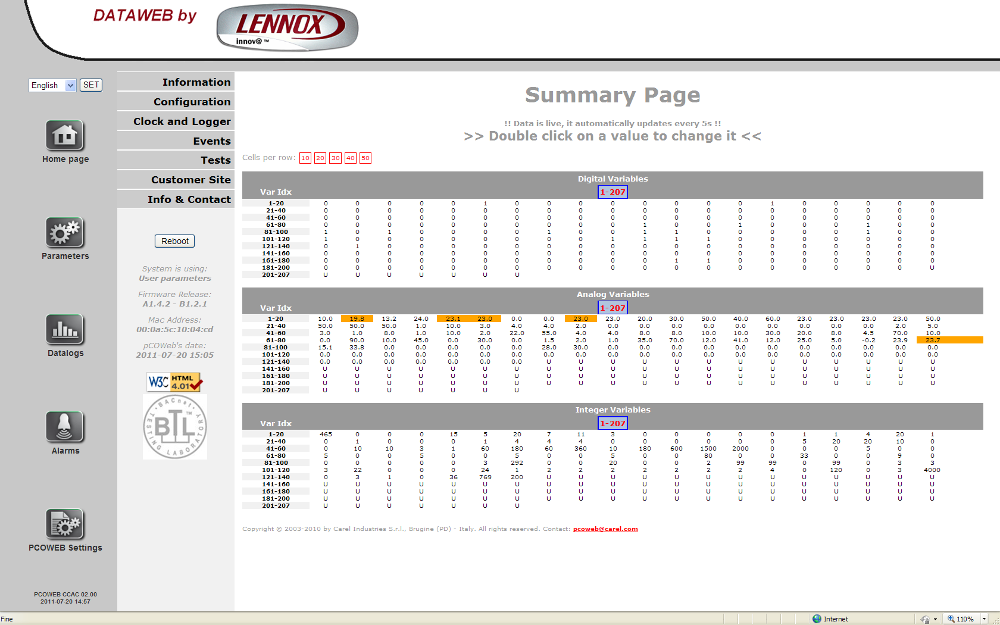 DATAWEB by LENNOX
innov@ ™
English SET
Home page
Parameters
Datalogs
Alarms
PCOWEB Settings
PCOWEB CCAC 02.00
2011-07-20 14:57
Information
Configuration
Clock and Logger
Events
Tests
Customer Site
Info & Contact
Reboot
System is using:
User parameters
Firmware Release:
A1.4.2 - B1.2.1
Mac Address:
00:0a:5c:10:04:cd
pCOWeb's date:
2011-07-20 15:05
W3C HTML 4.01
BACnet TESTING LABORATORY
BTL™
Summary Page
!! Data is live, it automatically updates every 5s !!
>> Double click on a value to change it <<
Cells per row: 10 20 30 40 50
Digital Variables
Var Idx 1-207
1-20 0 0 0 0 0 1 0 0 0 0 0 0 0 0 1 0 0 0 0 0
21-40 0 0 0 0 0 0 0 0 0 0 0 0 0 0 0 0 0 0 0 0
41-60 0 0 0 0 0 0 0 0 0 0 0 0 0 0 0 0 0 0 0 0
61-80 0 0 0 0 0 0 0 0 0 0 1 0 0 1 0 0 0 1 0 0
81-100 1 0 1 0 0 0 0 1 0 0 1 1 0 0 0 0 0 1 0 0
101-120 1 0 0 0 0 0 0 0 0 1 1 1 1 0 0 0 0 0 0 0
121-140 0 1 0 0 0 0 0 0 0 0 0 0 0 0 0 0 0 0 0 0
141-160 0 0 0 0 0 0 0 0 0 0 0 0 0 0 0 0 0 0 0 0
161-180 0 0 0 0 0 0 0 0 0 0 0 1 1 0 0 0 0 0 0 0
181-200 0 0 0 0 0 0 0 0 0 0 0 0 0 0 0 0 0 0 0 U
201-207 U U U U U U U
Analog Variables
Var Idx 1-207
1-20 10.0 19.8 13.2 24.0 23.1 23.0 0.0 0.0 23.0 23.0 20.0 30.0 50.0 40.0 60.0 23.0 23.0 23.0 23.0 50.0
21-40 50.0 50.0 50.0 1.0 10.0 3.0 4.0 4.0 2.0 0.0 0.0 0.0 0.0 0.0 0.0 0.0 0.0 0.0 2.0 5.0
41-60 3.0 1.0 8.0 1.0 10.0 2.0 22.0 55.0 4.0 4.0 8.0 8.0 10.0 10.0 30.0 20.0 8.0 4.5 70.0 10.0
61-80 0.0 90.0 10.0 45.0 0.0 30.0 0.0 1.5 2.0 1.0 35.0 70.0 12.0 41.0 12.0 25.0 5.0 -0.2 23.9 23.7
81-100 15.1 33.8 0.0 0.0 0.0 0.0 0.0 28.0 30.0 0.0 0.0 0.0 0.0 0.0 0.0 0.0 0.0 0.0 0.0 0.0
101-120 0.0 0.0 0.0 0.0 0.0 0.0 0.0 0.0 0.0 0.0 0.0 0.0 0.0 0.0 0.0 0.0 0.0 0.0 0.0 0.0
121-140 0.0 0.0 0.0 0.0 0.0 0.0 0.0 U U U U U U U U U U U U U
141-160 U U U U U U U U U U U U U U U U U U U U
161-180 U U U U U U U U U U U U U U U U U U U U
181-200 U U U U U U U U U U U U U U U U U U U U
201-207 U U U U U U U
Integer Variables
Var Idx 1-207
1-20 465 0 0 0 15 5 20 7 11 3 0 0 0 0 0 1 1 4 20 1
21-40 0 1 0 0 0 1 4 4 4 0 0 0 0 0 0 5 20 20 10 0
41-60 0 10 10 3 1 60 180 60 360 10 180 600 1500 2000 0 0 0 5 0 0
61-80 5 0 0 5 0 0 5 0 0 5 0 0 80 0 0 33 0 0 9 0
81-100 0 0 0 0 0 3 292 0 0 20 0 0 2 99 99 0 99 0 3 3
101-120 3 22 0 0 0 24 1 2 2 2 2 2 2 2 4 0 120 0 3 4000
121-140 0 3 1 0 36 769 200 U U U U U U U U U U U U U
141-160 U U U U U U U U U U U U U U U U U U U U
161-180 U U U U U U U U U U U U U U U U U U U U
181-200 U U U U U U U U U U U U U U U U U U U U
201-207 U U U U U U U
Copyright © 2003-2010 by Carel Industries S.r.l., Brugine (PD) - Italy. All rights reserved. Contact: pcoweb@carel.com
Fine Internet 110%